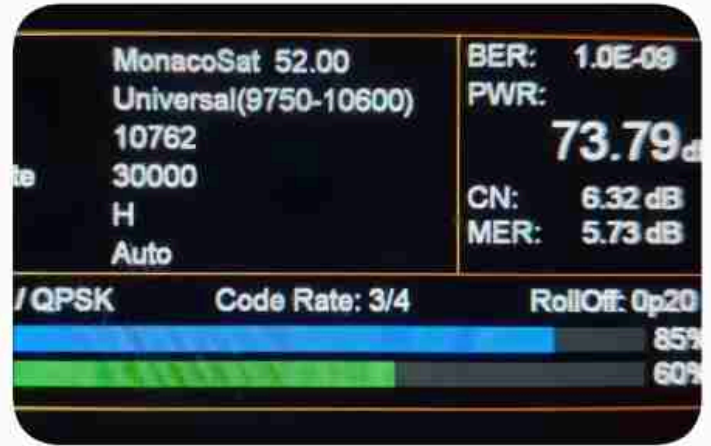 MonacoSat 52.00
Universal(9750-10600)
10762
te 30000
H
Auto
BER: 1.0E-09
PWR:
73.79 d
CN: 6.32 dB
MER: 5.73 dB
/ QPSK Code Rate: 3/4 RollOff: 0p20
85%
60%